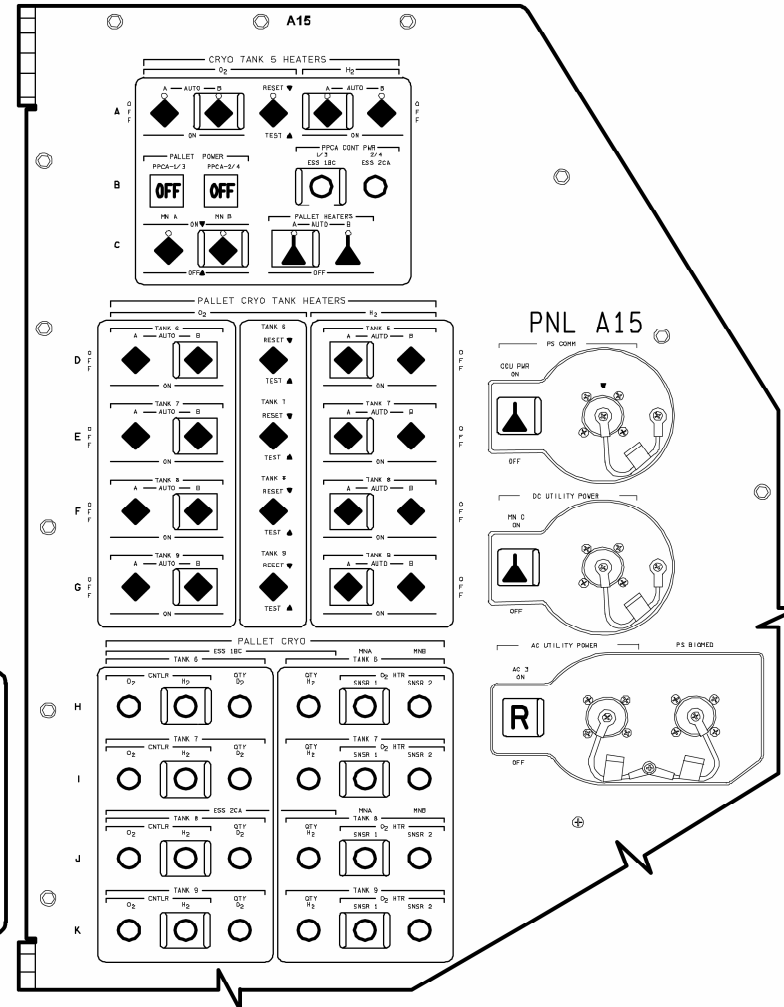 A15
CRYO TANK 5 HEATERS
O2 H2
A AUTO B RESET ▼ A AUTO B
A OFF OFF
ON TEST ▲ ON
PALLET POWER PPCA CONT PWR
PPCA-1/3 PPCA-2/4 1/3 ESS 1BC 2/4 ESS 2CA
B OFF OFF
MN A MN B PALLET HEATERS
ON▼ A AUTO B
C
OFF▲ OFF
PALLET CRYO TANK HEATERS
O2 H2
PNL A15
TANK 6 TANK 6 TANK 6
A AUTO B RESET ▼ A AUTO B
D OFF OFF
ON TEST ▲ ON
PS COMM
CCU PWR
ON
OFF
TANK 7 TANK 7 TANK 7
A AUTO B RESET ▼ A AUTO B
E OFF OFF
ON TEST ▲ ON
TANK 8 TANK 8 TANK 8
A AUTO B RESET ▼ A AUTO B
F OFF OFF
ON TEST ▲ ON
DC UTILITY POWER
MN C
ON
OFF
TANK 9 TANK 9 TANK 9
A AUTO B RESET ▼ A AUTO B
G OFF OFF
ON TEST ▲ ON
PALLET CRYO
ESS 1BC MNA MNB
TANK 6 TANK 6
CNTLR QTY QTY O2 HTR
O2 H2 O2 H2 SNSR 1 SNSR 2
H
AC UTILITY POWER PS BIOMED
AC 3
ON
R
OFF
TANK 7 TANK 7
CNTLR QTY QTY O2 HTR
O2 H2 O2 H2 SNSR 1 SNSR 2
I
ESS 2CA MNA MNB
TANK 8 TANK 8
CNTLR QTY QTY O2 HTR
O2 H2 O2 H2 SNSR 1 SNSR 2
J
TANK 9 TANK 9
CNTLR QTY QTY O2 HTR
O2 H2 O2 H2 SNSR 1 SNSR 2
K